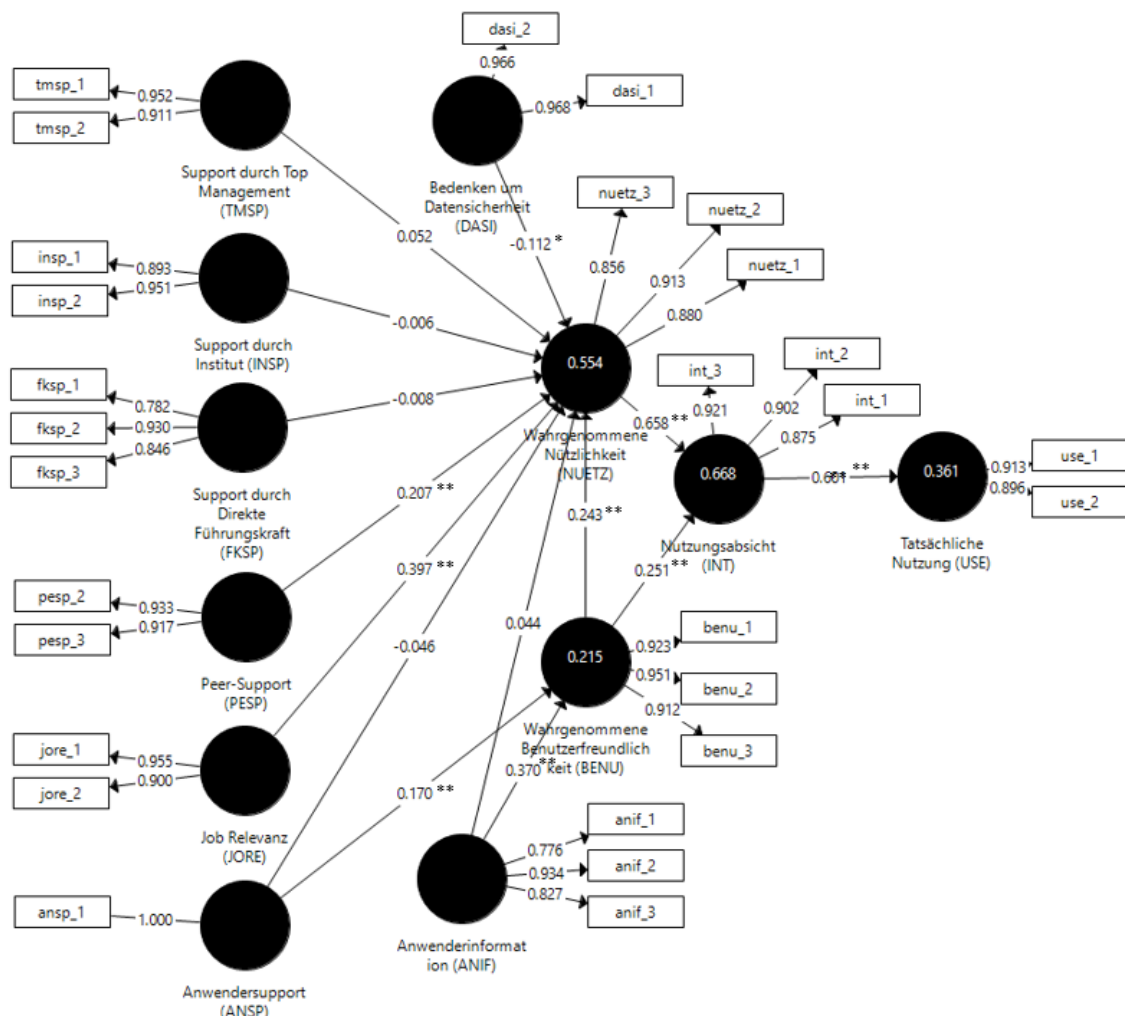 dasi_2
0.966
dasi_1
0.968
tmsp_1
0.952
tmsp_2
0.911
Support durch Top
Management
(TMSP)
Bedenken um
Datensicherheit
(DASI)
0.052
-0.112 *
nuetz_3
nuetz_2
nuetz_1
0.856
0.913
0.880
insp_1
0.893
insp_2
0.951
Support durch
Institut (INSP)
-0.006
0.554
Wahrgenommene
Nützlichkeit
(NUETZ)
fksp_1
0.782
fksp_2
0.930
fksp_3
0.846
Support durch
Direkte
Führungskraft
(FKSP)
-0.008
int_3
int_2
int_1
0.921
0.902
0.875
0.658 **
0.668
Nutzungsabsicht
(INT)
**
0.361
Tatsächliche
Nutzung (USE)
0.913
use_1
0.896
use_2
0.207 **
0.243 **
0.251 **
pesp_2
0.933
pesp_3
0.917
Peer-Support
(PESP)
0.397 **
-0.046
0.044
0.215
Wahrgenommene
Benutzerfreundlich
keit (BENU)
benu_1
0.923
0.951
benu_2
0.912
benu_3
jore_1
0.955
jore_2
0.900
Job Relevanz
(JORE)
0.170 **
0.370 **
anif_1
0.776
anif_2
0.934
0.827
anif_3
Anwenderinformat
ion (ANIF)
ansp_1
1.000
Anwendersupport
(ANSP)